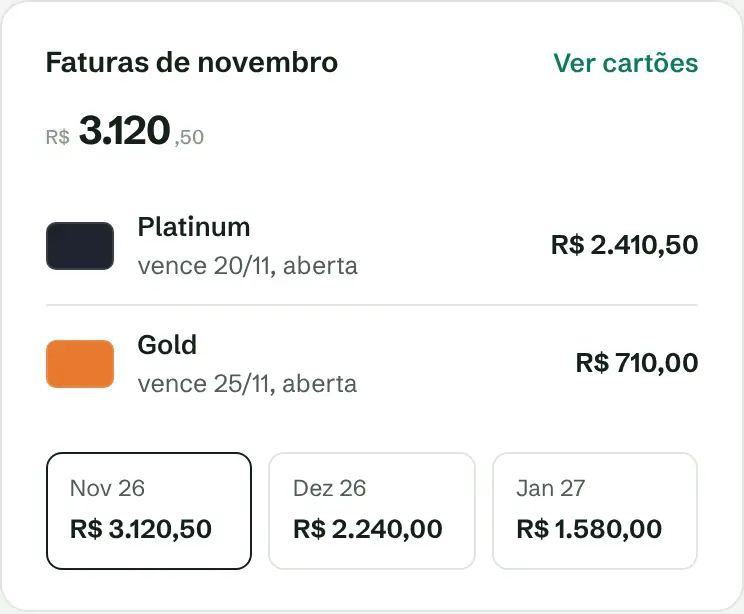 Faturas de novembro
Ver cartões
R$ 3.120,50
Platinum
vence 20/11, aberta
R$ 2.410,50
Gold
vence 25/11, aberta
R$ 710,00
Nov 26
R$ 3.120,50
Dez 26
R$ 2.240,00
Jan 27
R$ 1.580,00